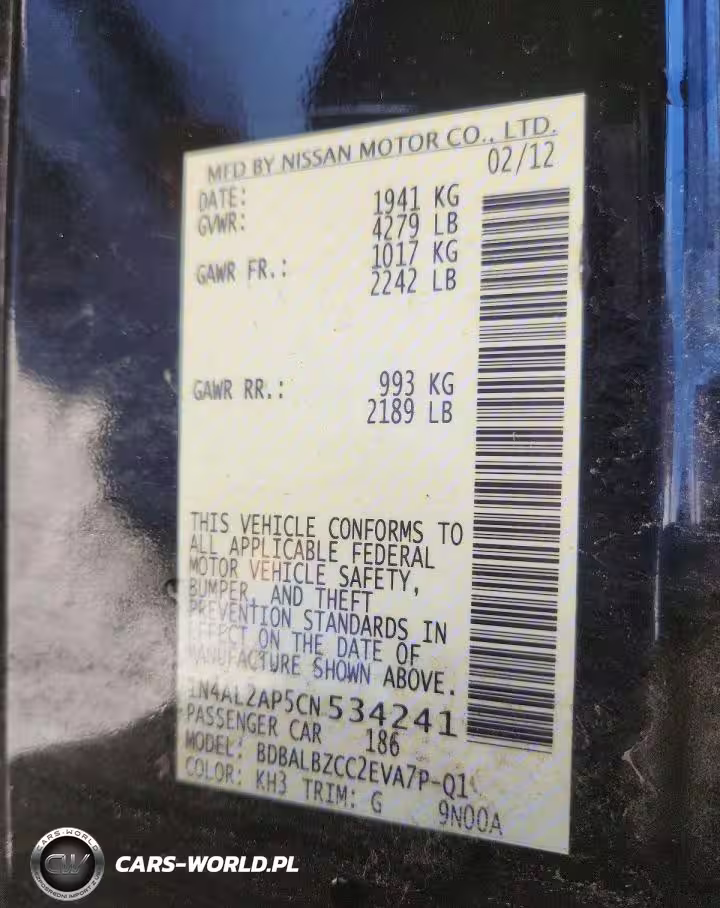 MFD BY NISSAN MOTOR CO., LTD.
DATE: 02/12
GVWR: 1941 KG
4279 LB
GAWR FR.: 1017 KG
2242 LB
GAWR RR.: 993 KG
2189 LB
THIS VEHICLE CONFORMS TO
ALL APPLICABLE FEDERAL
MOTOR VEHICLE SAFETY,
BUMPER, AND THEFT
PREVENTION STANDARDS IN
EFFECT ON THE DATE OF
MANUFACTURE SHOWN ABOVE.
1N4AL2AP5CN534241
PASSENGER CAR 186
MODEL: BDBALBZCC2EVA7P-Q1
COLOR: KH3 TRIM: G 9N00A
CARS-WORLD
CW
CARS-WORLD.PL